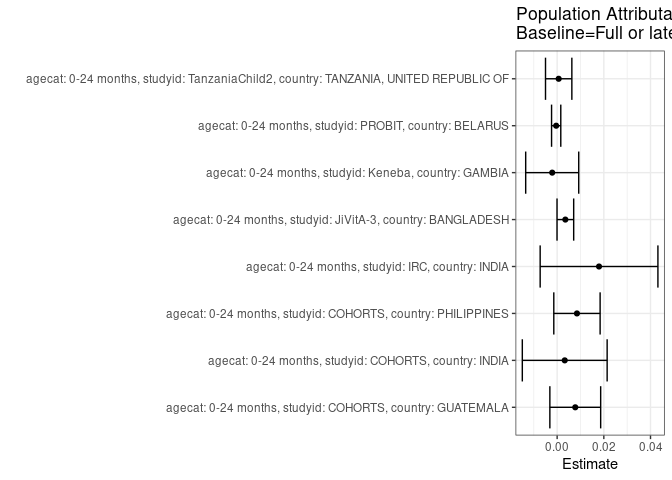 Population Attributa
Baseline=Full or late
agecat: 0-24 months, studyid: TanzaniaChild2, country: TANZANIA, UNITED REPUBLIC OF
agecat: 0-24 months, studyid: PROBIT, country: BELARUS
agecat: 0-24 months, studyid: Keneba, country: GAMBIA
agecat: 0-24 months, studyid: JiVitA-3, country: BANGLADESH
agecat: 0-24 months, studyid: IRC, country: INDIA
agecat: 0-24 months, studyid: COHORTS, country: PHILIPPINES
agecat: 0-24 months, studyid: COHORTS, country: INDIA
agecat: 0-24 months, studyid: COHORTS, country: GUATEMALA
0.00 0.02 0.04
Estimate